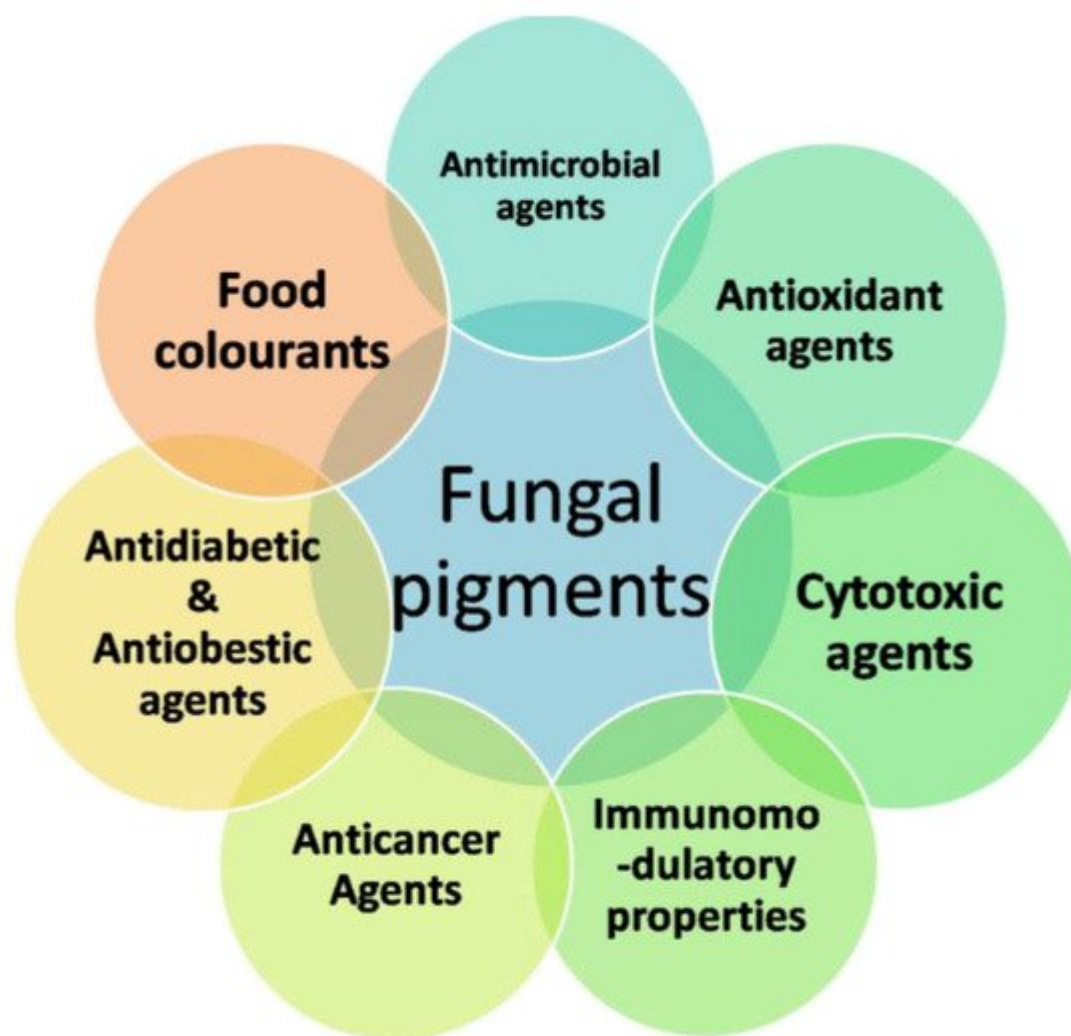 Antimicrobial
agents
Food
colourants
Antioxidant
agents
Fungal
pigments
Antidiabetic
&
Antiobestic
agents
Cytotoxic
agents
Anticancer
Agents
Immunomo
-dulatory
properties